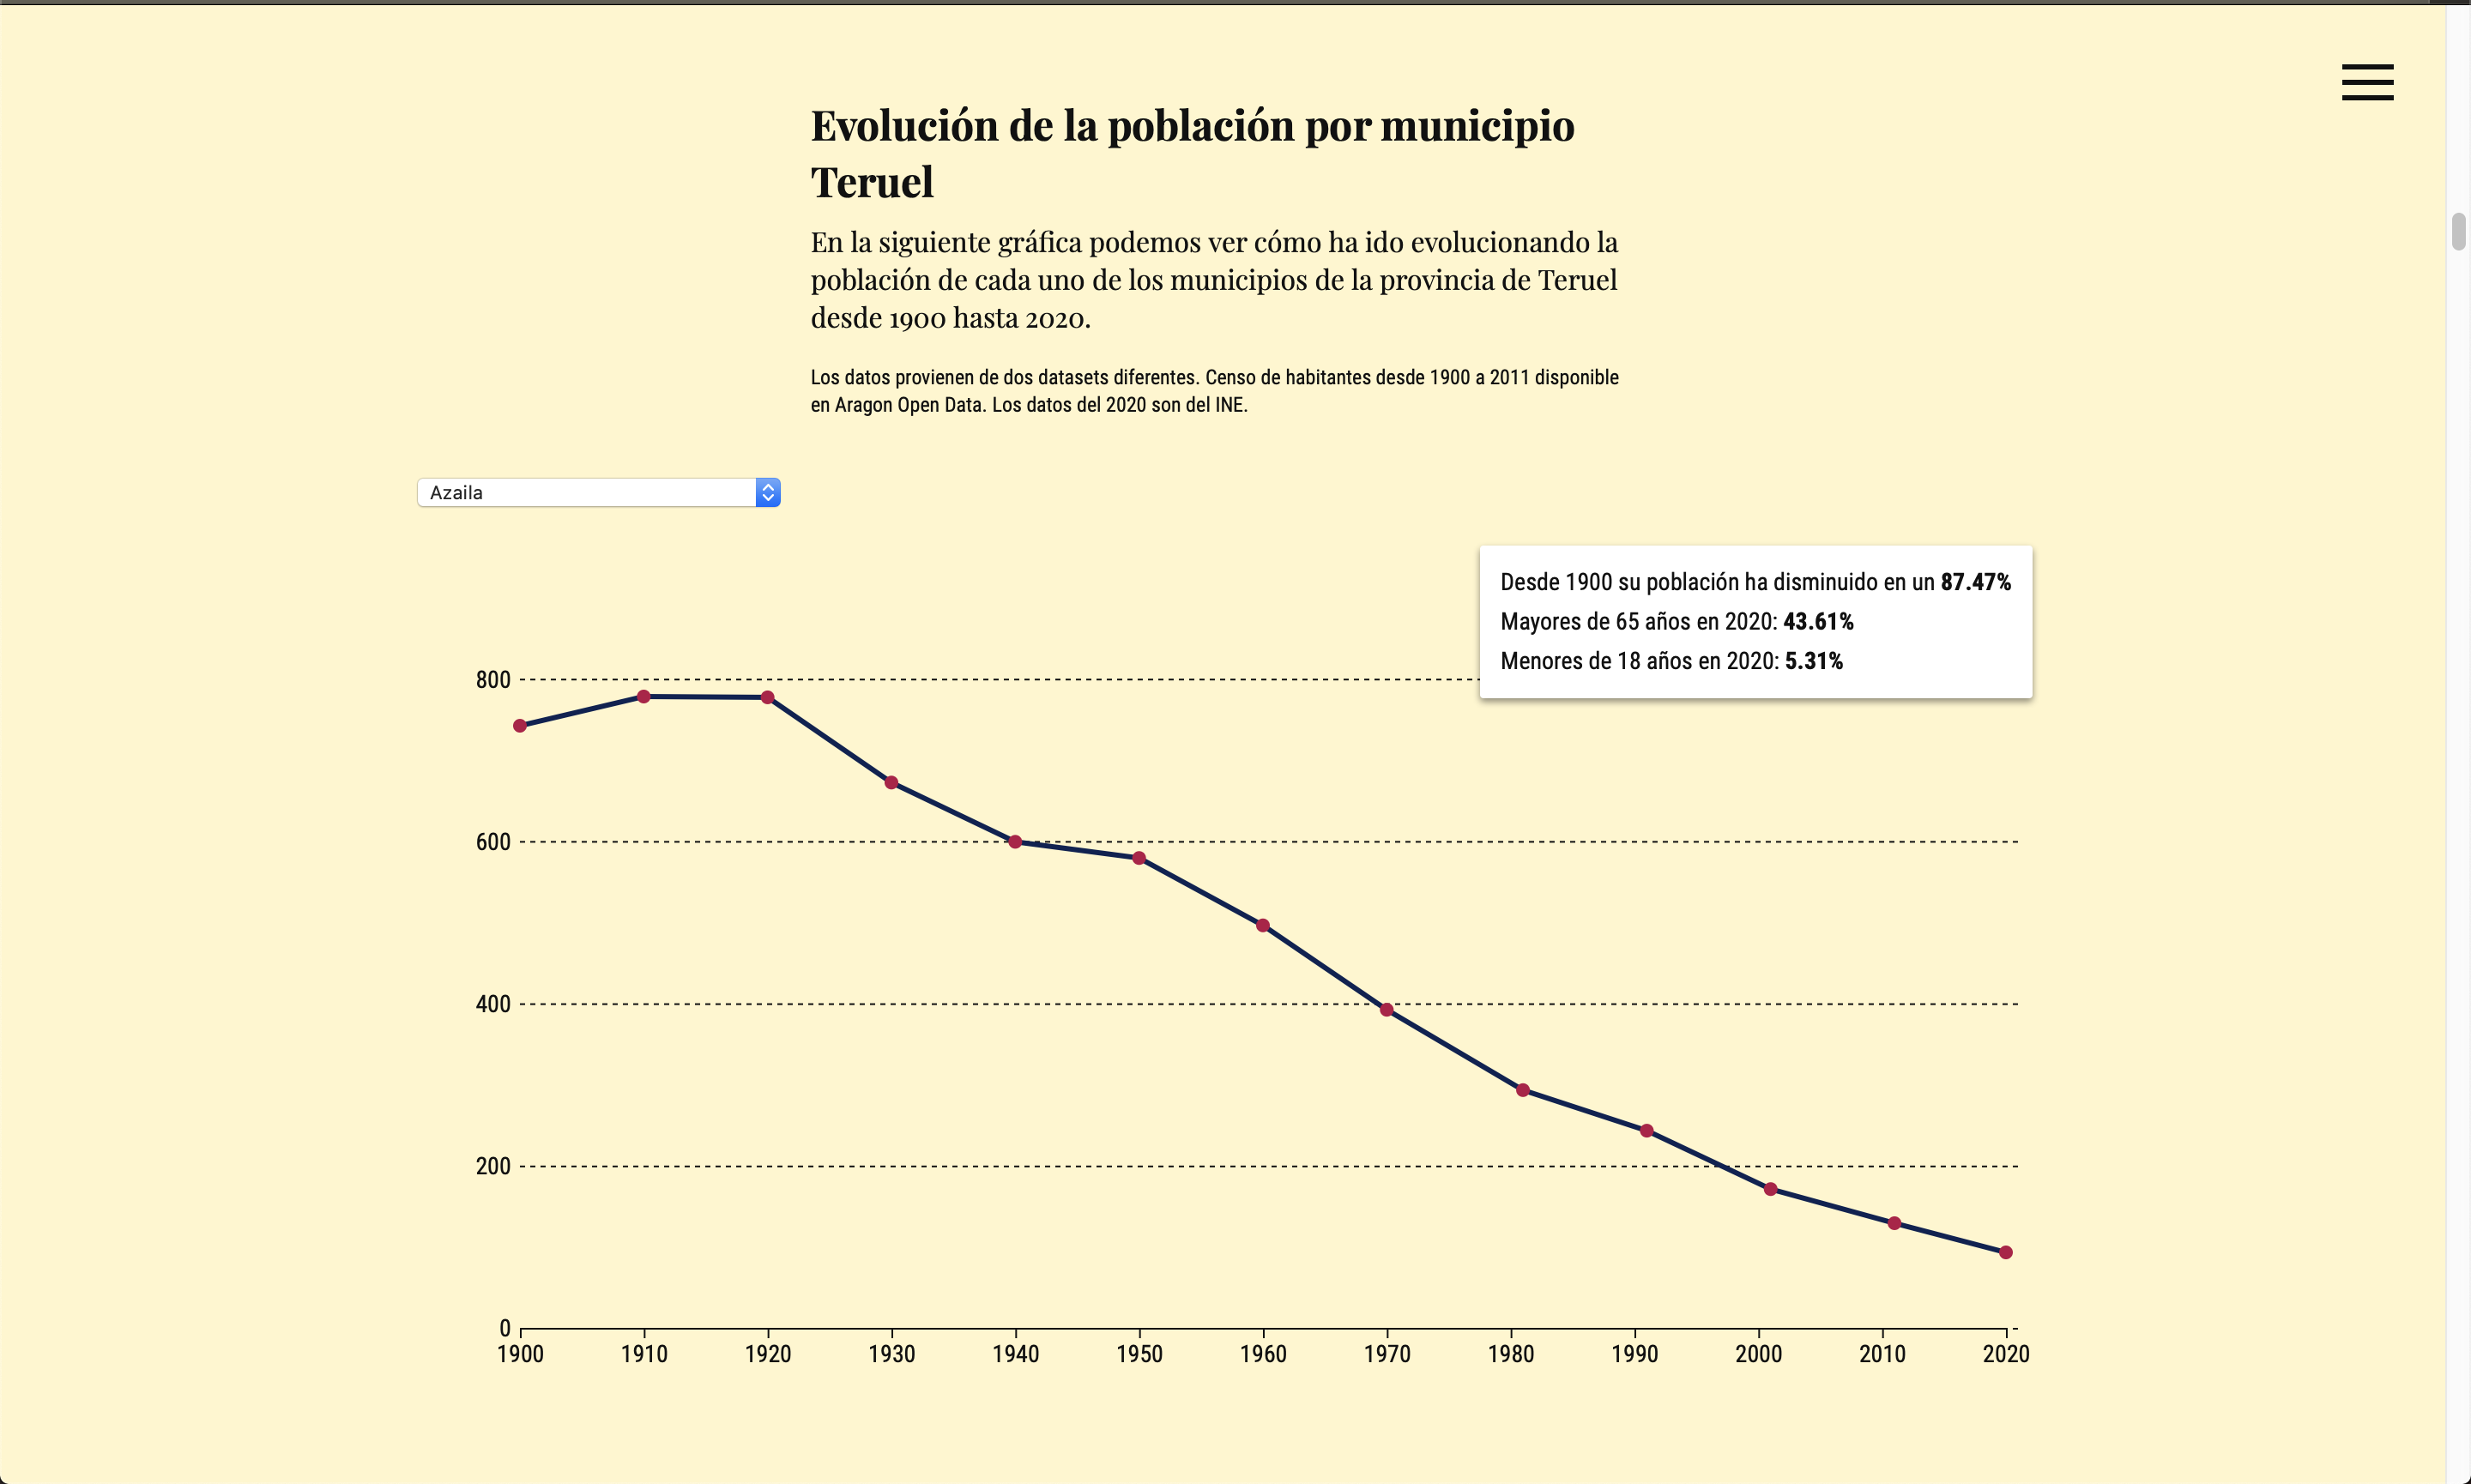 Evolución de la población por municipio
Teruel
En la siguiente gráfica podemos ver cómo ha ido evolucionando la
población de cada uno de los municipios de la provincia de Teruel
desde 1900 hasta 2020.
Los datos provienen de dos datasets diferentes. Censo de habitantes desde 1900 a 2011 disponible
en Aragon Open Data. Los datos del 2020 son del INE.
Azaila
Desde 1900 su población ha disminuido en un 87.47%
Mayores de 65 años en 2020: 43.61%
Menores de 18 años en 2020: 5.31%
800
600
400
200
0
1900 1910 1920 1930 1940 1950 1960 1970 1980 1990 2000 2010 2020